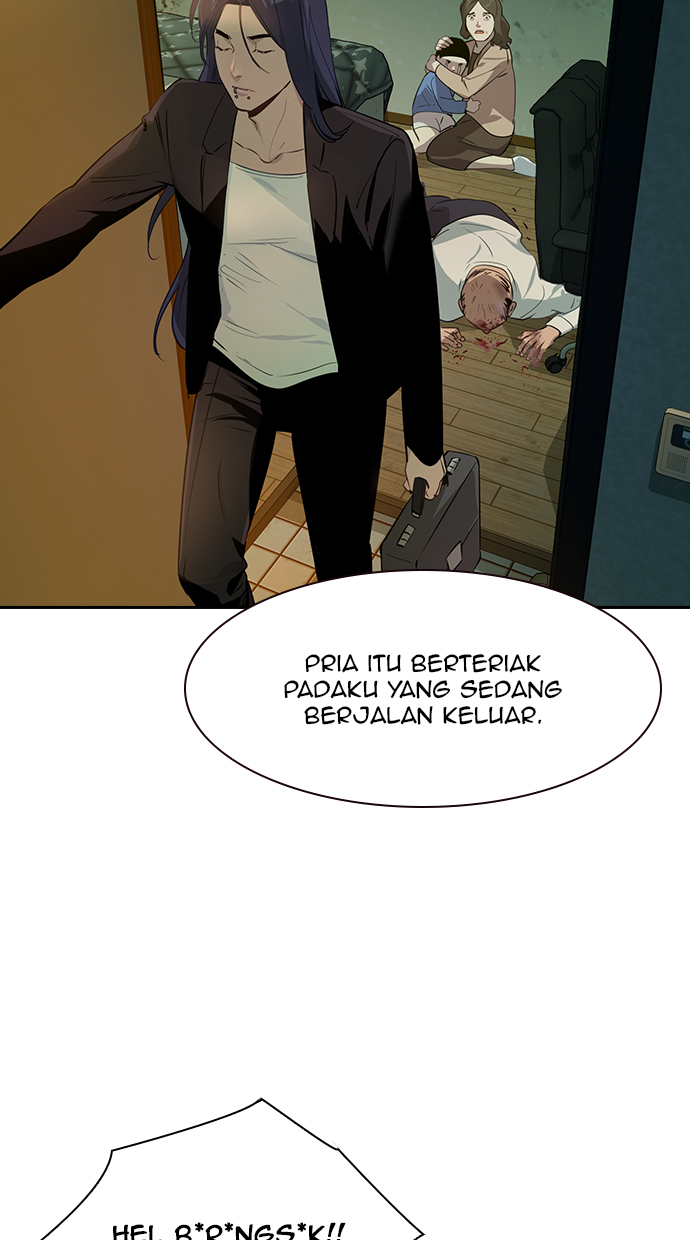 PRIA ITU BERTERIAK
PADAKU YANG SEDANG
BERJALAN KELUAR.
HEI, B*R*NGS*K!!